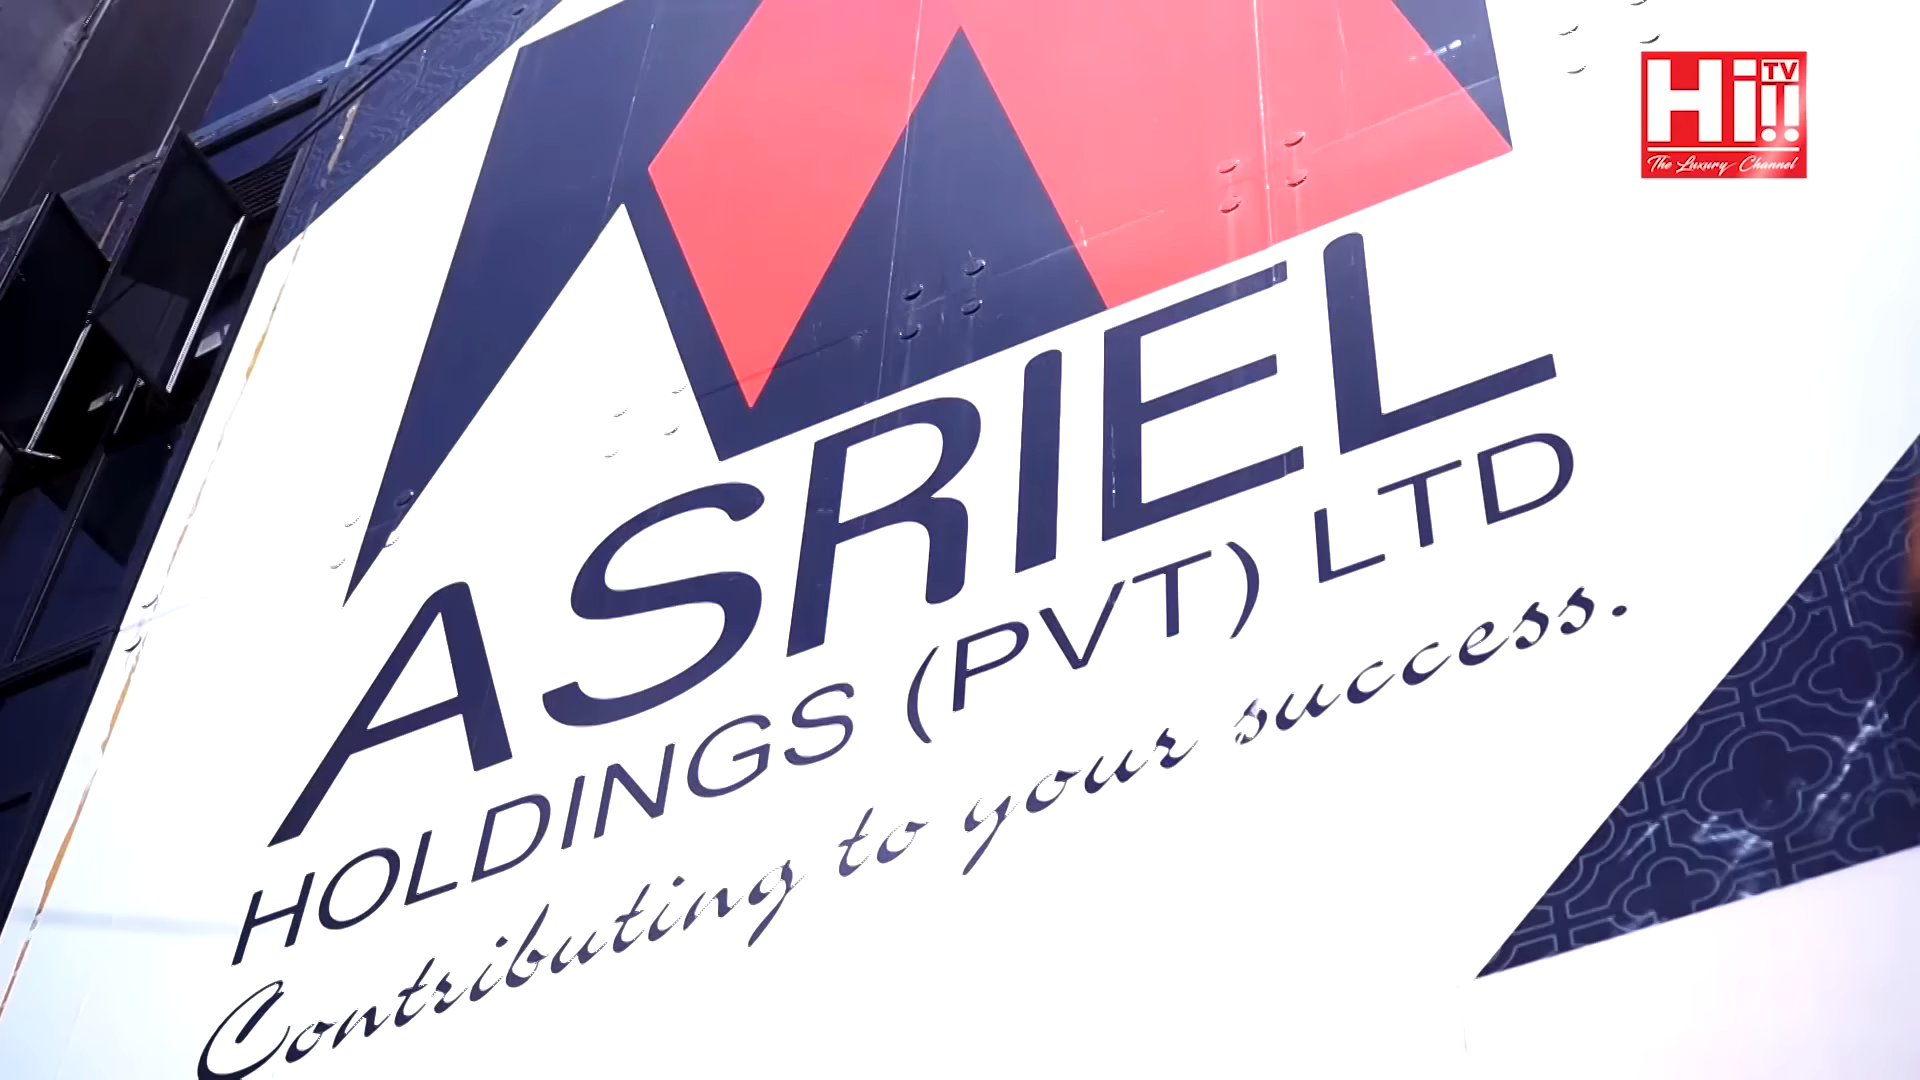 Hi!! TV
The Luxury Channel
ASRIEL
HOLDINGS (PVT) LTD
Contributing to your success.